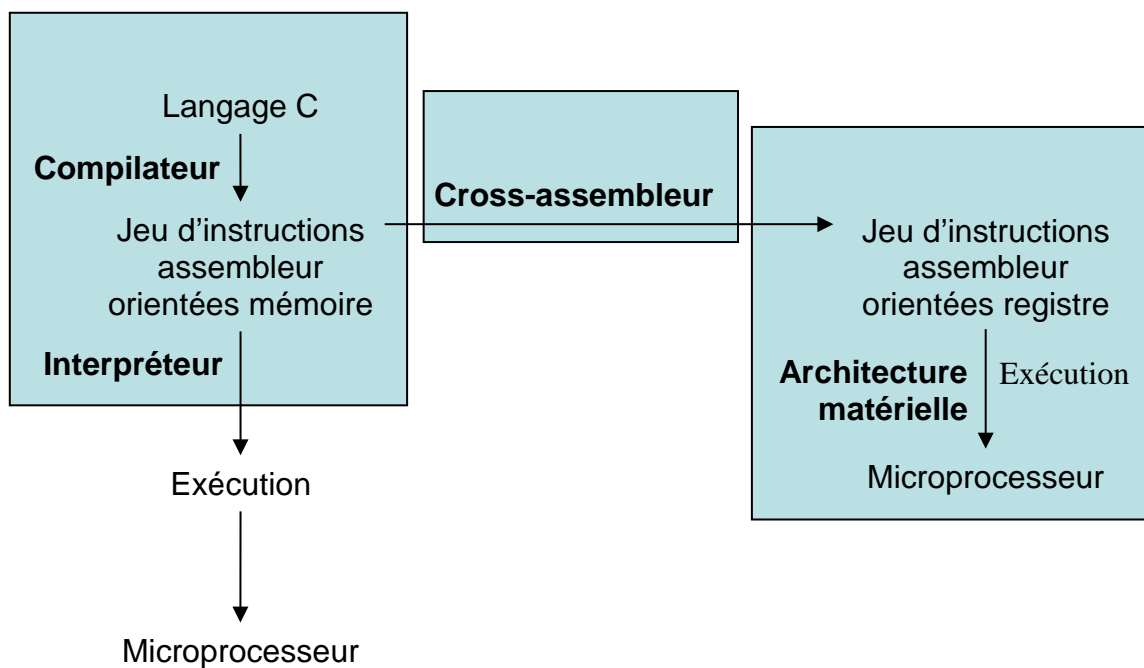 Langage C
Compilateur
Jeu d’instructions
assembleur
orientées mémoire
Interpréteur
Exécution
Microprocesseur
Cross-assembleur
Jeu d’instructions
assembleur
orientées registre
Architecture
matérielle
Exécution
Microprocesseur